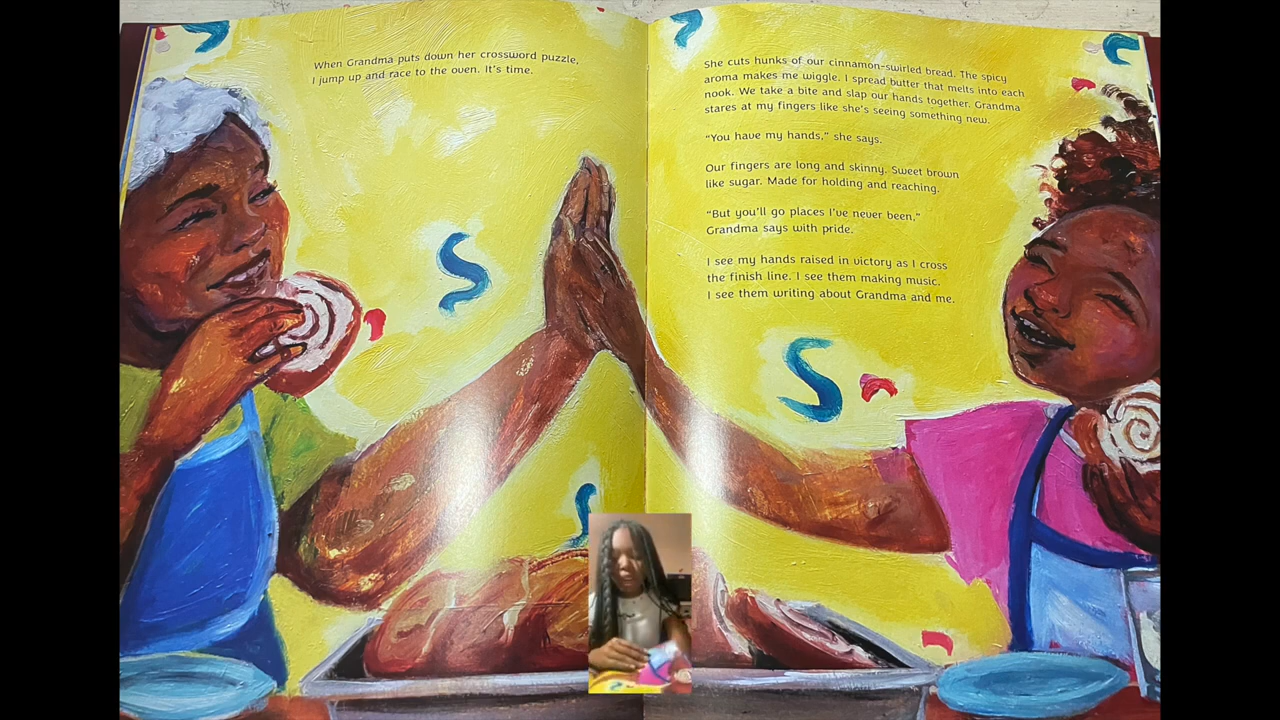 When Grandma puts down her crossword puzzle,
I jump up and race to the oven. It's time.
She cuts hunks of our cinnamon-swirled bread. The spicy
aroma makes me wiggle. I spread butter that melts into each
nook. We take a bite and slap our hands together. Grandma
stares at my fingers like she's seeing something new.
"You have my hands," she says.
Our fingers are long and skinny. Sweet brown
like sugar. Made for holding and reaching.
"But you'll go places I've never been,"
Grandma says with pride.
I see my hands raised in victory as I cross
the finish line. I see them making music.
I see them writing about Grandma and me.